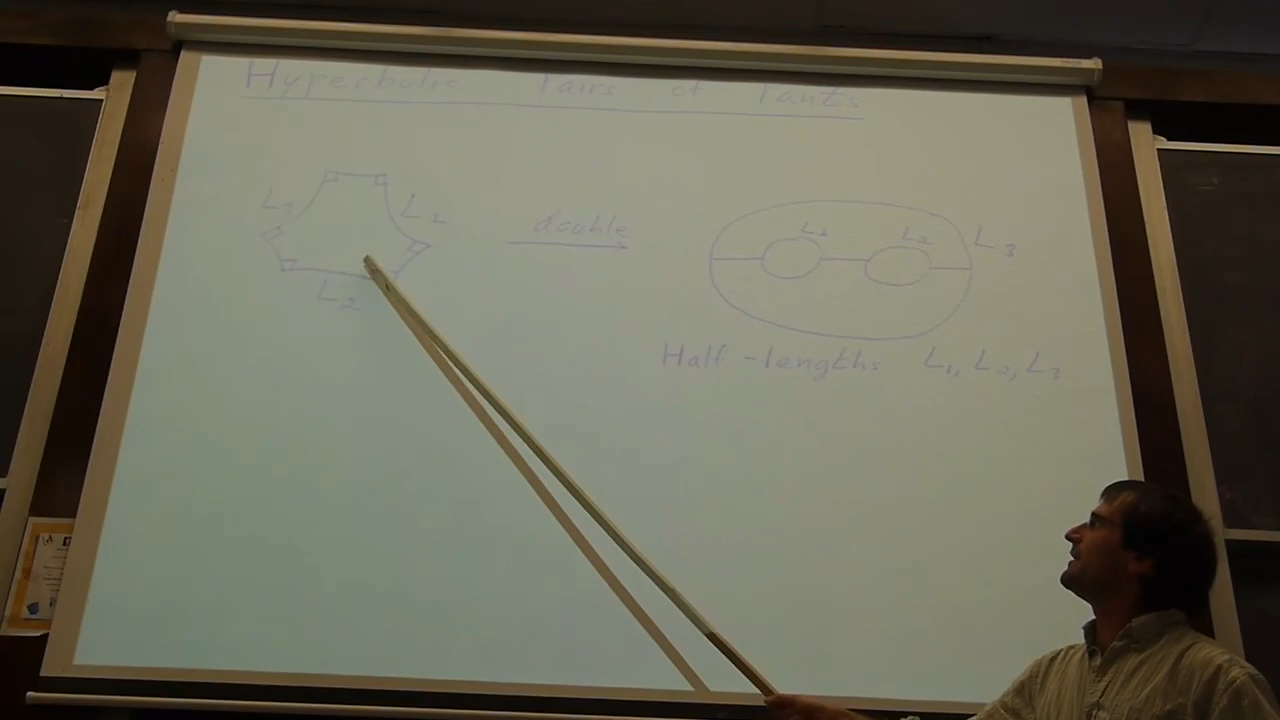 Hyperbolic Pairs of Pants
L3 L1
double
L1 L2 L3
L2
Half-lengths L1, L2, L3